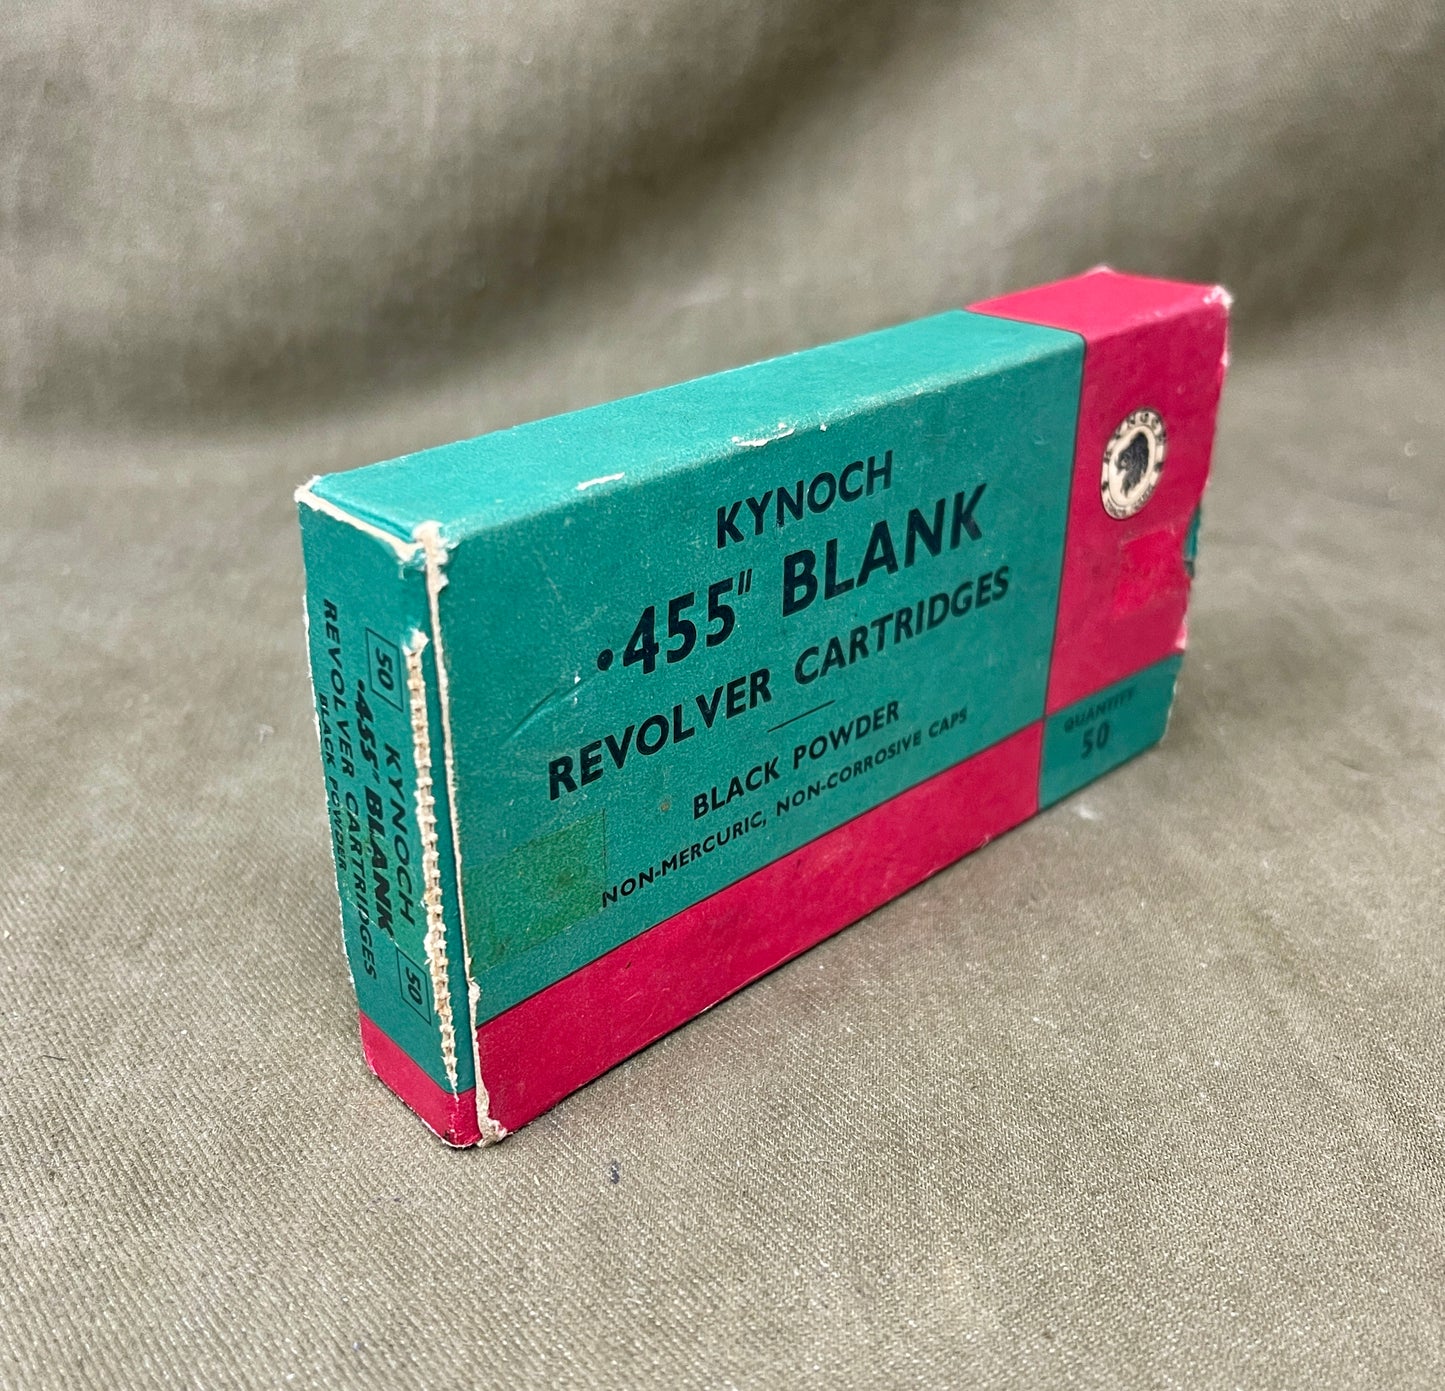 KYNOCH
•455" BLANK
REVOLVER CARTRIDGES
BLACK POWDER
NON-MERCURIC, NON-CORROSIVE CAPS
KYNOCH
QUANTITY
50
50
50
KYNOCH
•455" BLANK
REVOLVER CARTRIDGES
BLACK POWDER